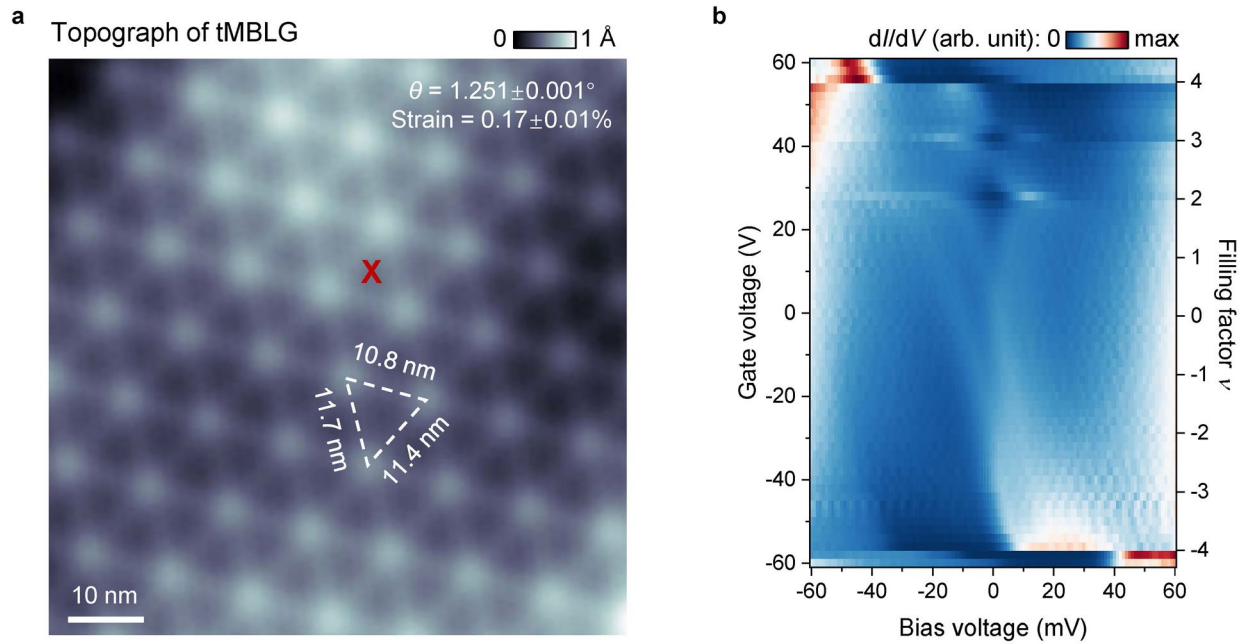 a
Topograph of tMBLG
0 1 Å
θ = 1.251±0.001°
Strain = 0.17±0.01%
X
10.8 nm
11.7 nm
11.4 nm
10 nm
b
dI/dV (arb. unit): 0 max
Gate voltage (V)
60
40
20
0
-20
-40
-60
4
3
2
1
0
-1
-2
-3
-4
Filling factor ν
-60 -40 -20 0 20 40 60
Bias voltage (mV)